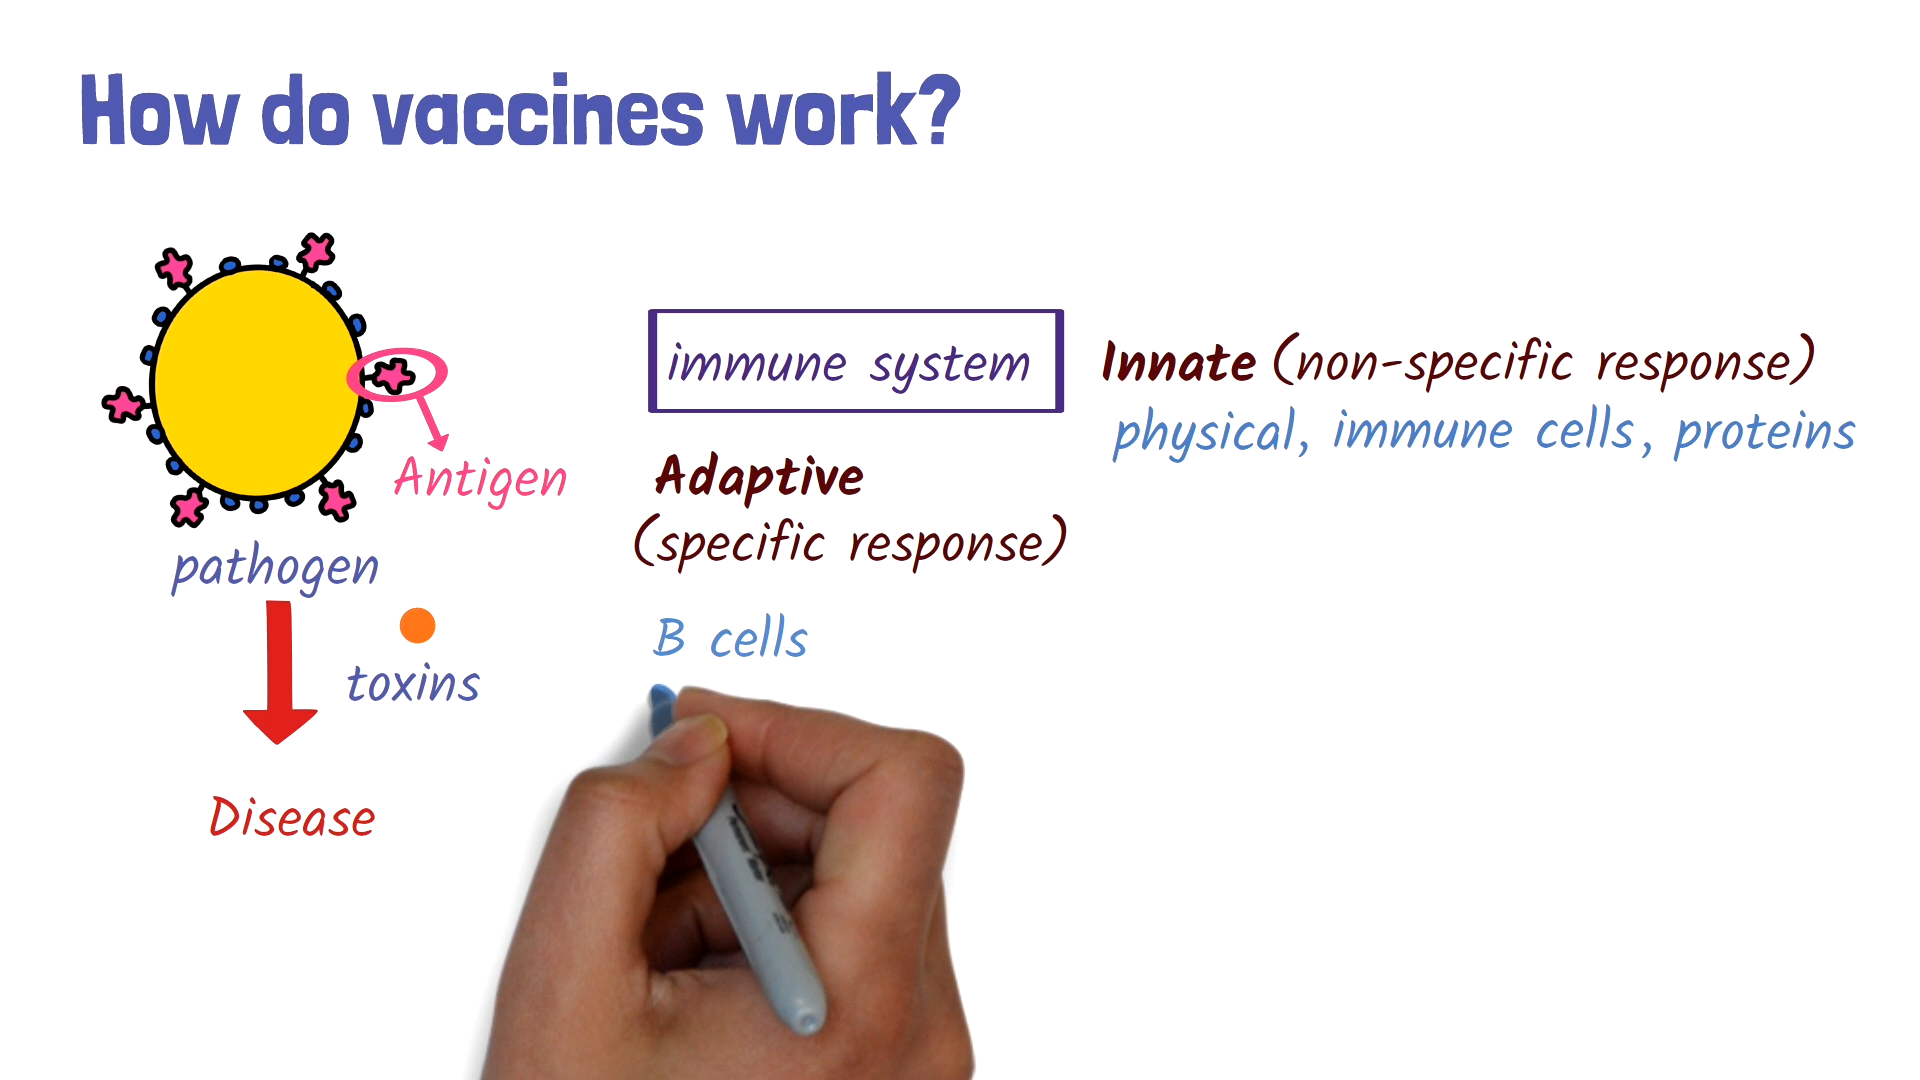 How do vaccines work?
Antigen
pathogen
toxins
Disease
immune system
Innate (non-specific response)
physical, immune cells, proteins
Adaptive
(specific response)
B cells